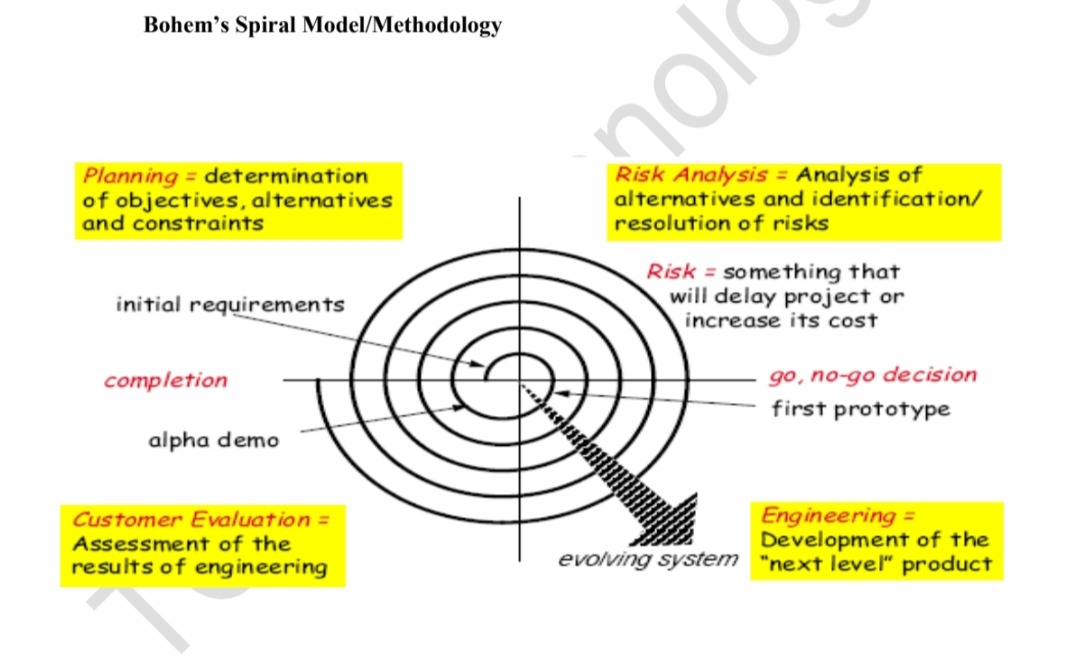 Bohem’s Spiral Model/Methodology
Planning = determination
of objectives, alternatives
and constraints
Risk Analysis = Analysis of
alternatives and identification/
resolution of risks
Risk = something that
will delay project or
increase its cost
initial requirements
completion
go, no-go decision
first prototype
alpha demo
Customer Evaluation =
Assessment of the
results of engineering
Engineering =
Development of the
"next level" product
evolving system